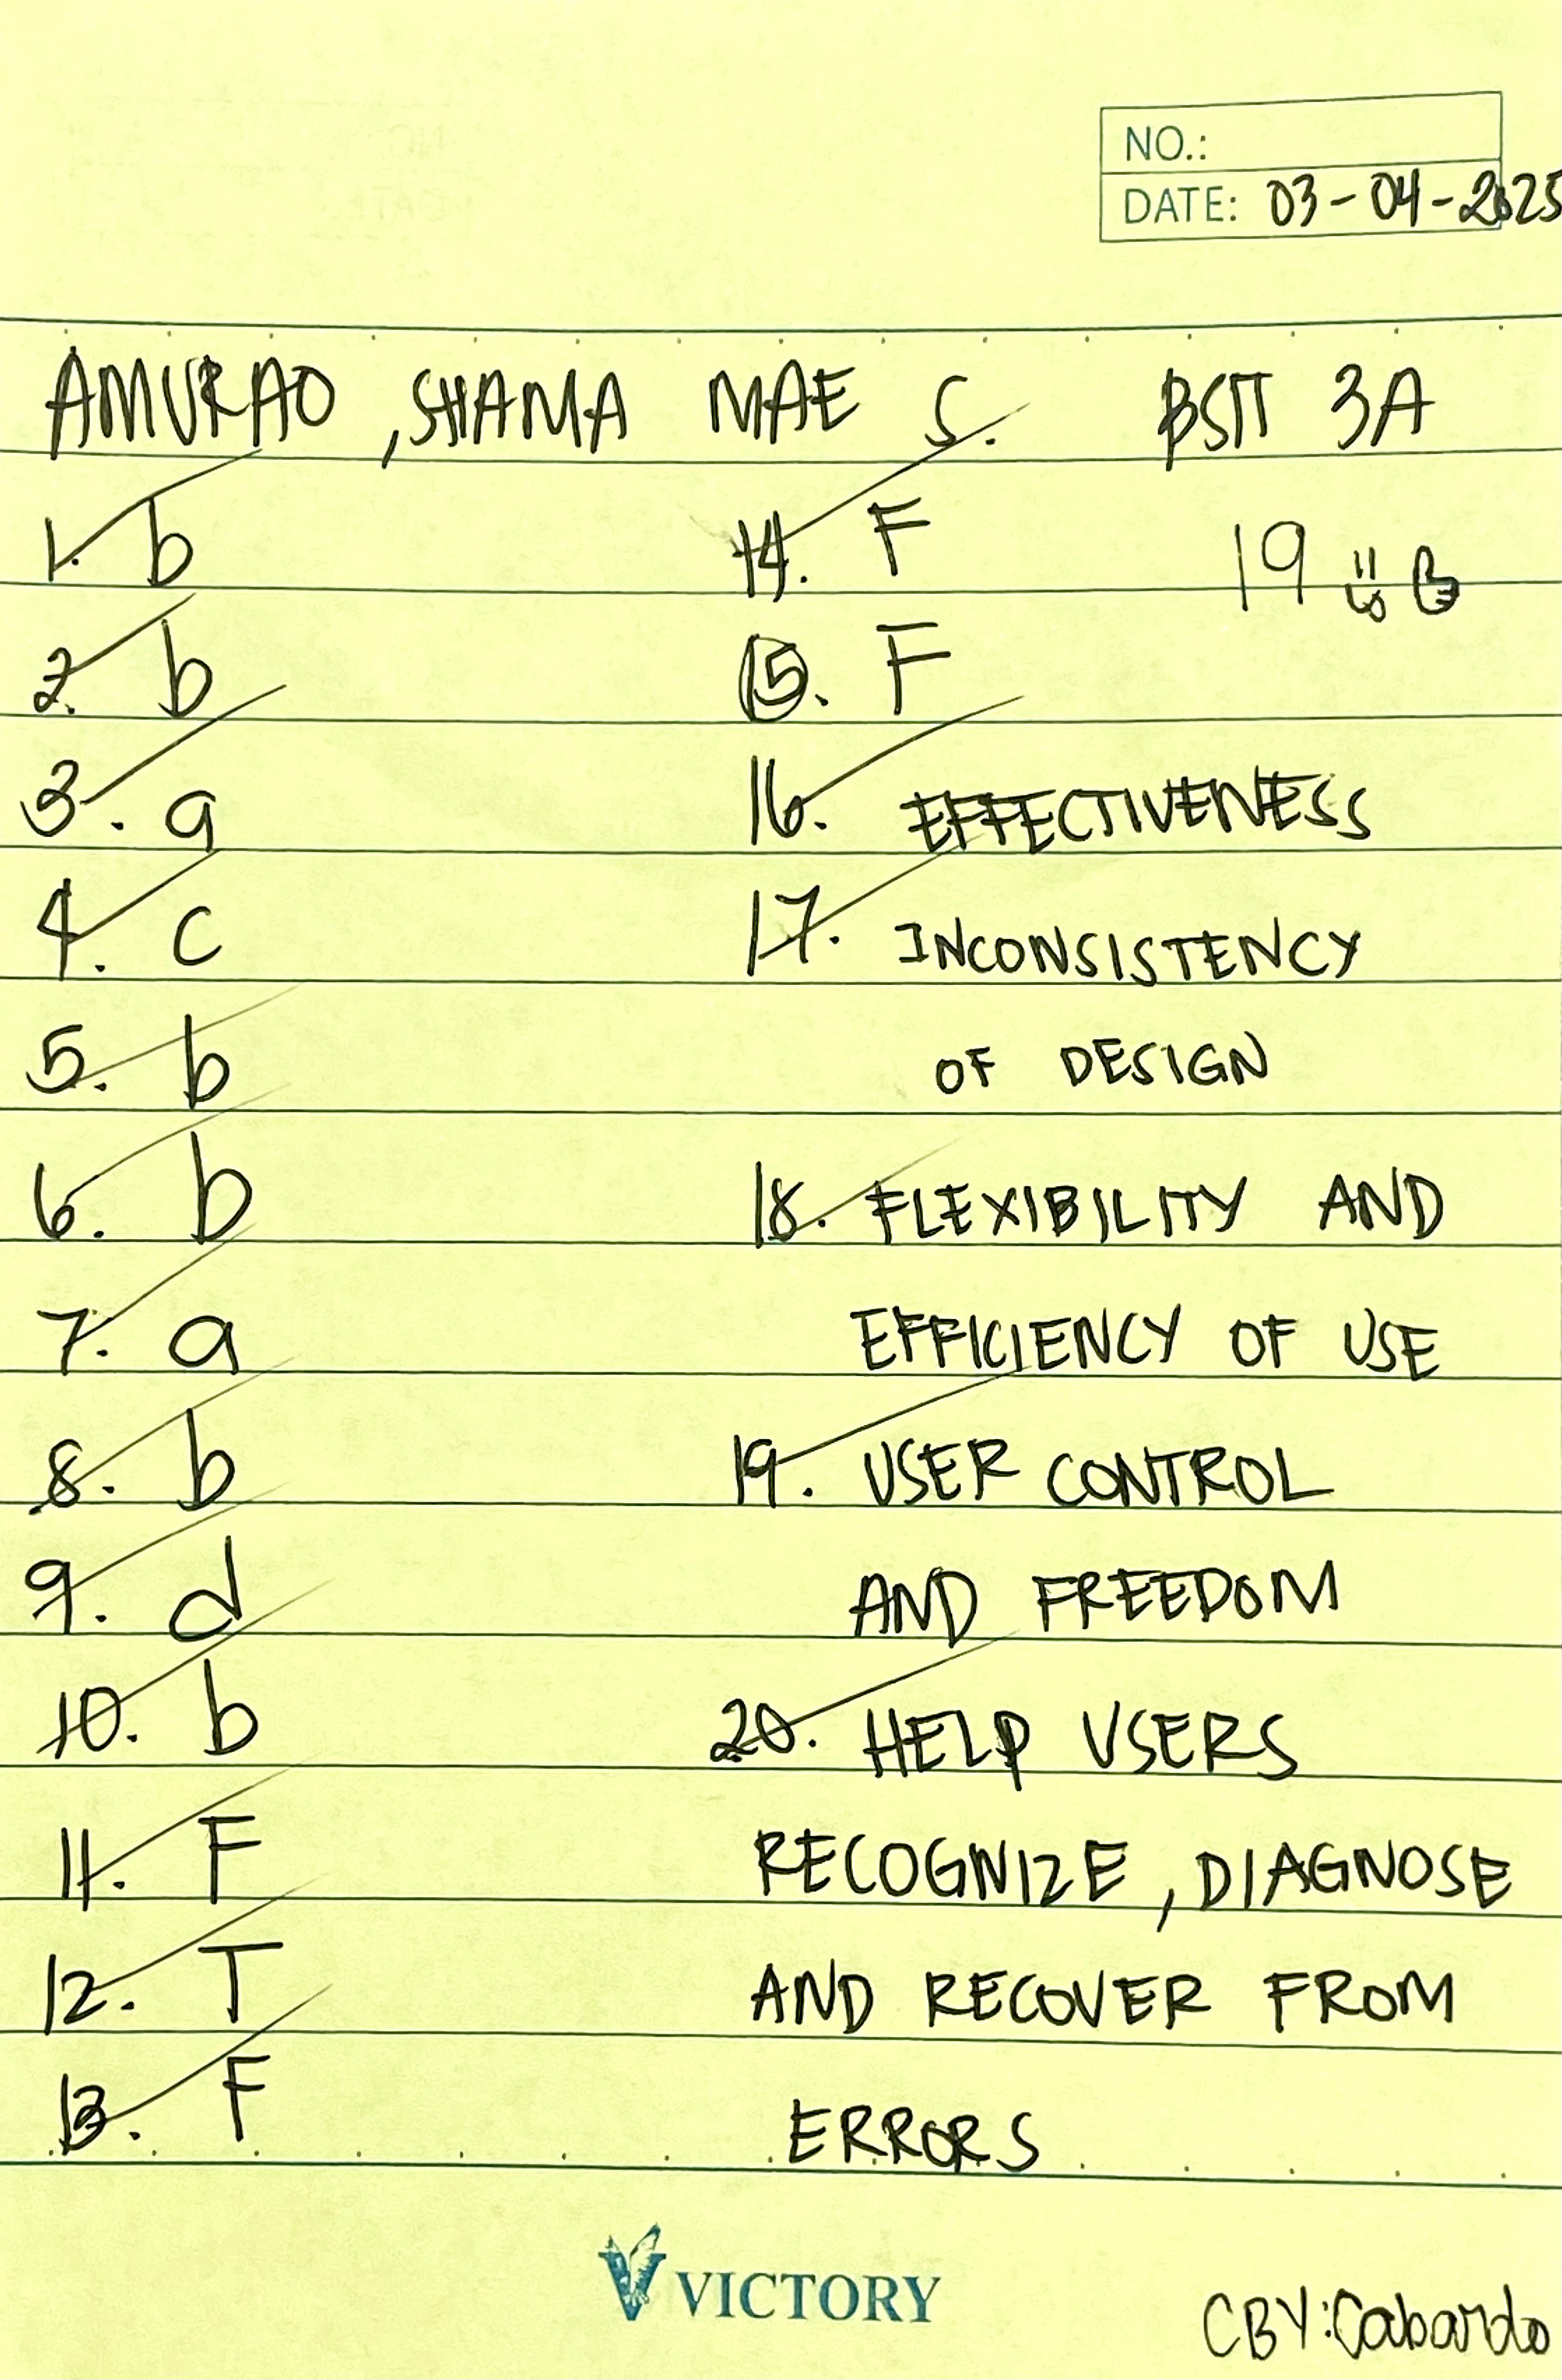 NO.:
DATE: 03-04-2025
AMURAO, SHAMA MAE S. BSIT 3A
19
1. b
2. b
3. a
4. c
5. b
6. b
7. a
8. b
9. d
10. b
11. F
12. T
13. F
14. F
15. F
16. EFFECTIVENESS
17. INCONSISTENCY
OF DESIGN
18. FLEXIBILITY AND
EFFICIENCY OF USE
19. USER CONTROL
AND FREEDOM
20. HELP USERS
RECOGNIZE, DIAGNOSE
AND RECOVER FROM
ERRORS
VICTORY
CBY: Cabardo